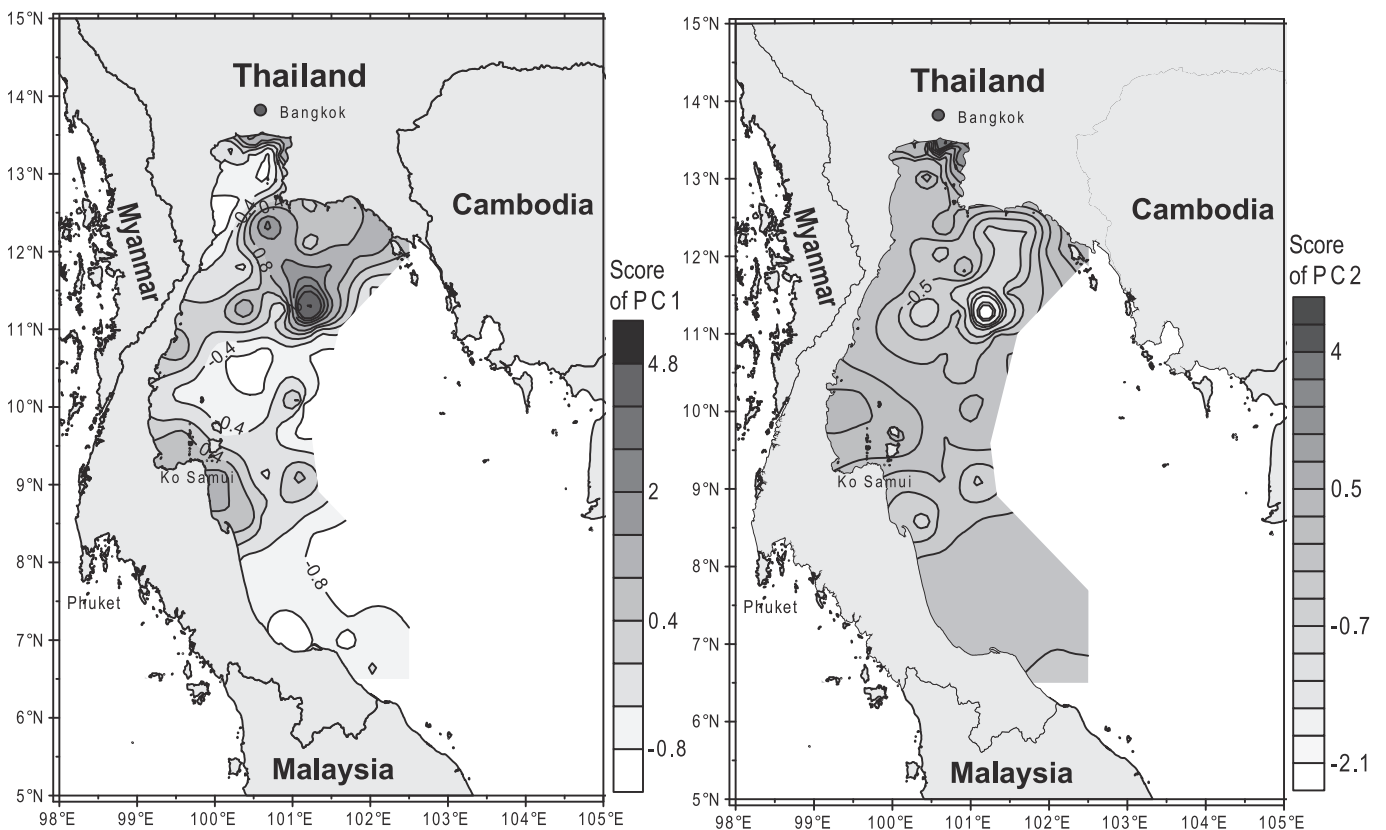 15°N
14°N
13°N
12°N
11°N
10°N
9°N
8°N
7°N
6°N
5°N
98°E
99°E
100°E
101°E
102°E
103°E
104°E
105°E
Thailand
Bangkok
Myanmar
Cambodia
Ko Samui
Phuket
Malaysia
-0.4
-0.4
0.4
-0.8
Score
of PC1
4.8
2
0.4
-0.8
15°N
14°N
13°N
12°N
11°N
10°N
9°N
8°N
7°N
6°N
5°N
98°E
99°E
100°E
101°E
102°E
103°E
104°E
105°E
Thailand
Bangkok
Myanmar
Cambodia
-0.5
Ko Samui
Phuket
Malaysia
Score
of PC2
4
0.5
-0.7
-2.1